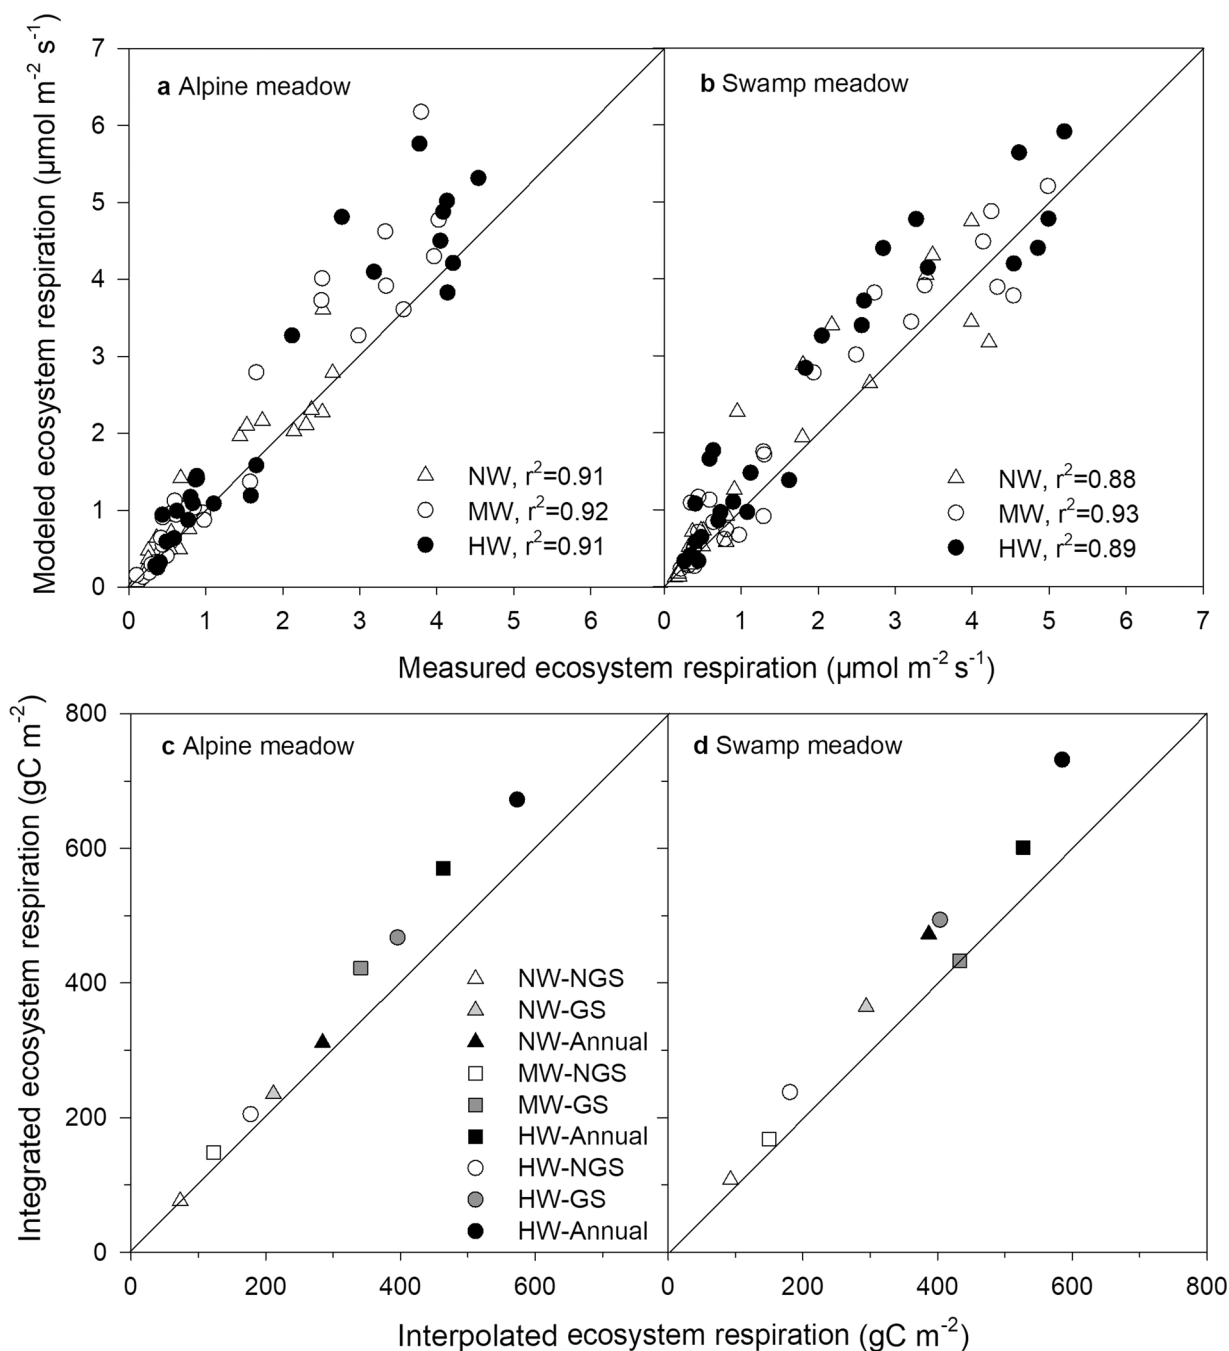 Modeled ecosystem respiration (μmol m⁻² s⁻¹)
7
6
5
4
3
2
1
0
a Alpine meadow
NW, r²=0.91
MW, r²=0.92
HW, r²=0.91
0 1 2 3 4 5 6
b Swamp meadow
NW, r²=0.88
MW, r²=0.93
HW, r²=0.89
0 1 2 3 4 5 6 7
Measured ecosystem respiration (μmol m⁻² s⁻¹)
Integrated ecosystem respiration (gC m⁻²)
800
600
400
200
0
c Alpine meadow
NW-NGS
NW-GS
NW-Annual
MW-NGS
MW-GS
HW-Annual
HW-NGS
HW-GS
HW-Annual
0 200 400 600
d Swamp meadow
0 200 400 600 800
Interpolated ecosystem respiration (gC m⁻²)